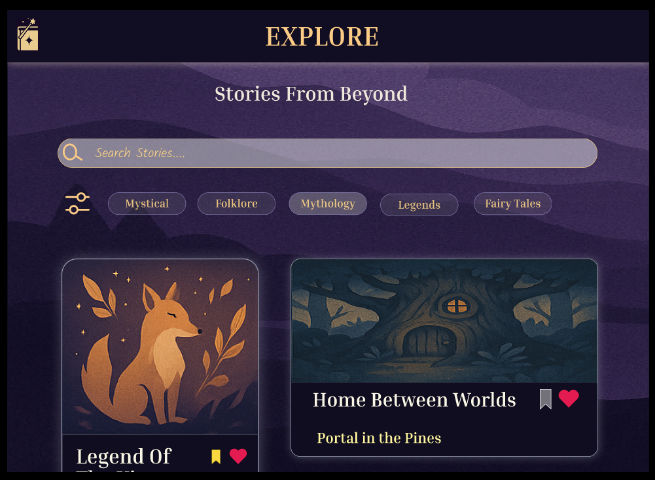 EXPLORE
Stories From Beyond
Search Stories....
Mystical
Folklore
Mythology
Legends
Fairy Tales
Legend Of
Home Between Worlds
Portal in the Pines